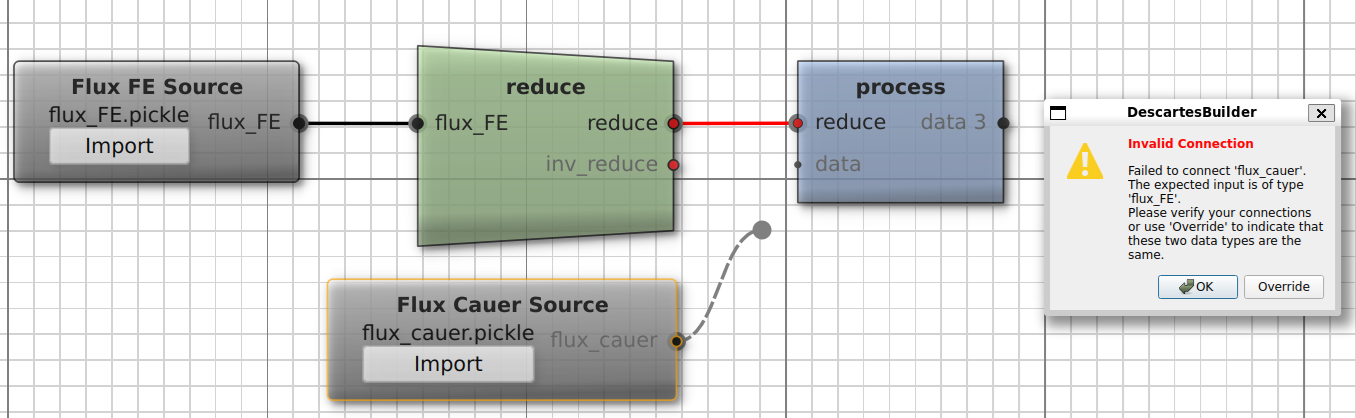 Flux FE Source
flux_FE.pickle
flux_FE
Import
reduce
flux_FE
reduce
inv_reduce
process
reduce
data 3
data
Flux Cauer Source
flux_cauer.pickle
flux_cauer
Import
DescartesBuilder
Invalid Connection
Failed to connect 'flux_cauer'.
The expected input is of type
'flux_FE'.
Please verify your connections
or use 'Override' to indicate that
these two data types are the
same.
OK
Override